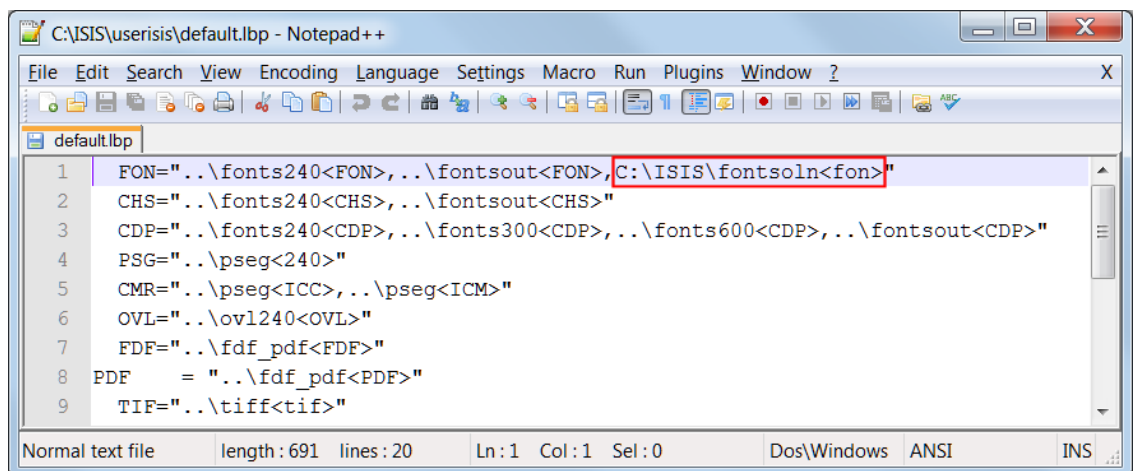 C:\ISIS\userisis\default.lbp - Notepad++
File Edit Search View Encoding Language Settings Macro Run Plugins Window ? X
default.lbp
1 FON="..\fonts240<FON>,..\fontsout<FON>,C:\ISIS\fontsoln<fon>"
2 CHS="..\fonts240<CHS>,..\fontsout<CHS>"
3 CDP="..\fonts240<CDP>,..\fonts300<CDP>,..\fonts600<CDP>,..\fontsout<CDP>"
4 PSG="..\pseg<240>"
5 CMR="..\pseg<ICC>,..\pseg<ICM>"
6 OVL="..\ovl240<OVL>"
7 FDF="..\fdf_pdf<FDF>"
8 PDF    = "..\fdf_pdf<PDF>"
9 TIF="..\tiff<tif>"
Normal text file length : 691 lines : 20 Ln : 1 Col : 1 Sel : 0 Dos\Windows ANSI INS